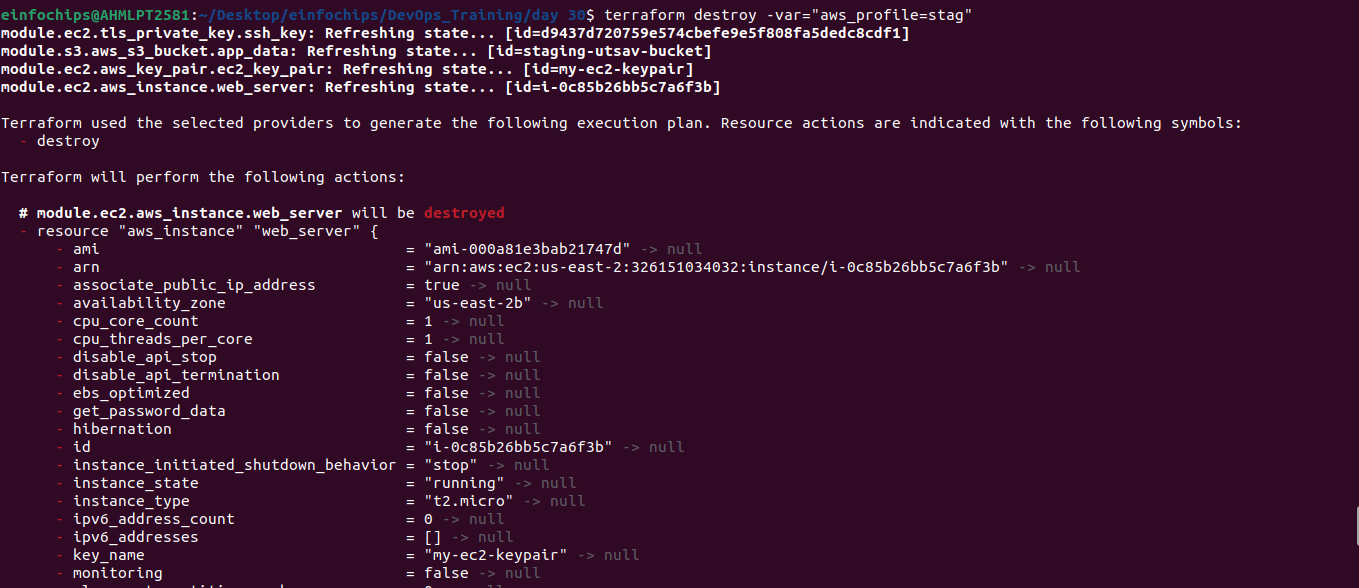 einfochips@AHMLPT2581:~/Desktop/einfochips/DevOps_Training/day 30$ terraform destroy -var="aws_profile=stag"
module.ec2.tls_private_key.ssh_key: Refreshing state... [id=d9437d720759e574cbefe9e5f808fa5dedc8cdf1]
module.s3.aws_s3_bucket.app_data: Refreshing state... [id=staging-utsav-bucket]
module.ec2.aws_key_pair.ec2_key_pair: Refreshing state... [id=my-ec2-keypair]
module.ec2.aws_instance.web_server: Refreshing state... [id=i-0c85b26bb5c7a6f3b]

Terraform used the selected providers to generate the following execution plan. Resource actions are indicated with the following symbols:
  - destroy

Terraform will perform the following actions:

  # module.ec2.aws_instance.web_server will be destroyed
  - resource "aws_instance" "web_server" {
      - ami                                  = "ami-000a81e3bab21747d" -> null
      - arn                                  = "arn:aws:ec2:us-east-2:326151034032:instance/i-0c85b26bb5c7a6f3b" -> null
      - associate_public_ip_address          = true -> null
      - availability_zone                    = "us-east-2b" -> null
      - cpu_core_count                       = 1 -> null
      - cpu_threads_per_core                 = 1 -> null
      - disable_api_stop                     = false -> null
      - disable_api_termination              = false -> null
      - ebs_optimized                        = false -> null
      - get_password_data                    = false -> null
      - hibernation                          = false -> null
      - id                                   = "i-0c85b26bb5c7a6f3b" -> null
      - instance_initiated_shutdown_behavior = "stop" -> null
      - instance_state                       = "running" -> null
      - instance_type                        = "t2.micro" -> null
      - ipv6_address_count                   = 0 -> null
      - ipv6_addresses                       = [] -> null
      - key_name                             = "my-ec2-keypair" -> null
      - monitoring                           = false -> null